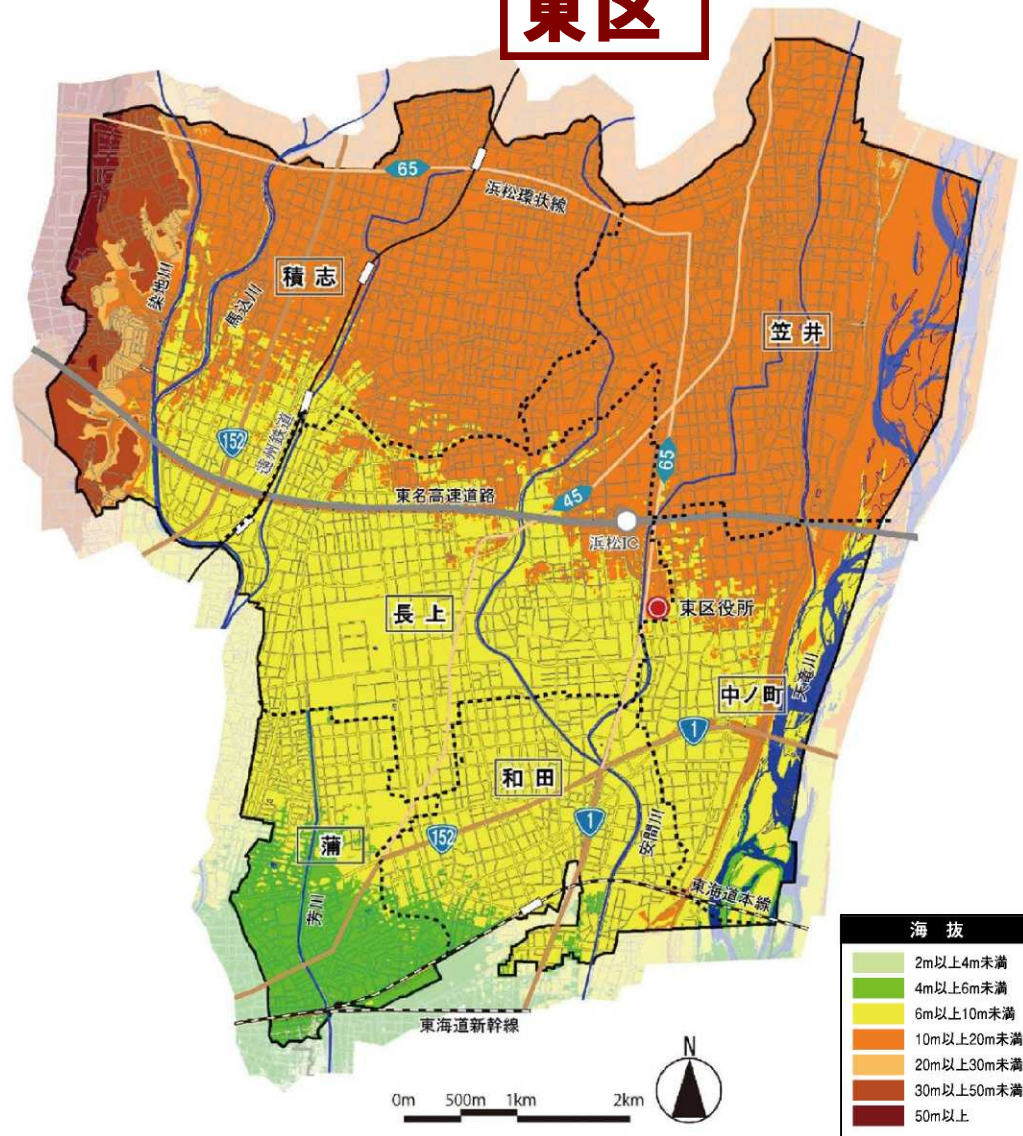 東区
65
浜松環状線
積志
染地川
馬込川
笠井
152
遠州鉄道
65
東名高速道路
45
浜松IC
長上
東区役所
中ノ町
天竜川
1
和田
蒲
152
1
安間川
芳川
東海道本線
東海道新幹線
N
0m 500m 1km 2km
海 抜
2m以上4m未満
4m以上6m未満
6m以上10m未満
10m以上20m未満
20m以上30m未満
30m以上50m未満
50m以上